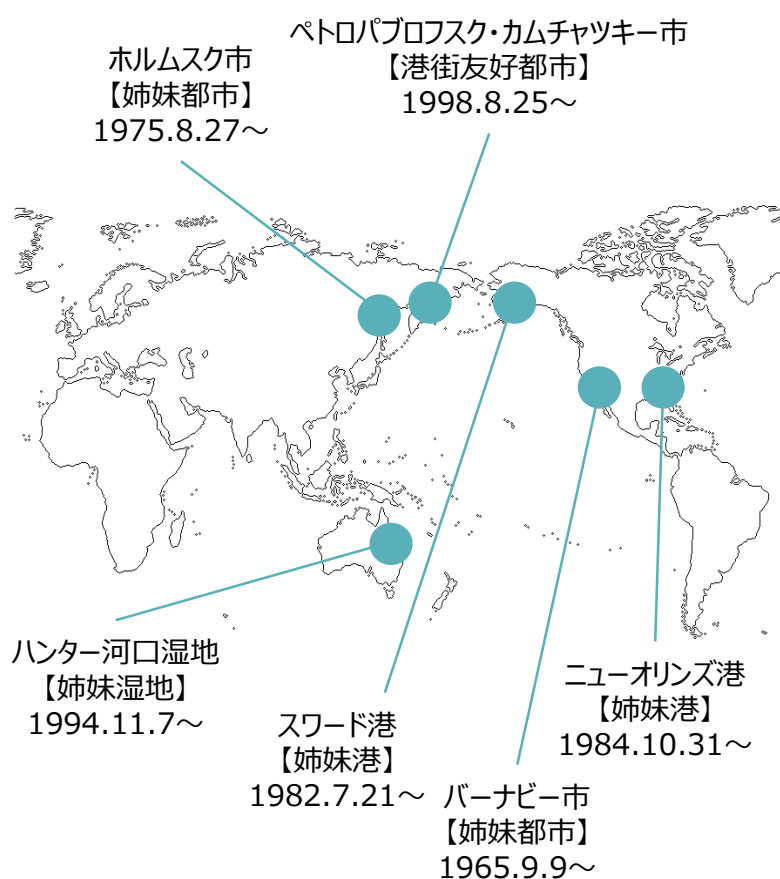 ペトロパブロフスク・カムチャツキー市
【港街友好都市】
1998.8.25～
ホルムスク市
【姉妹都市】
1975.8.27～
ハンター河口湿地
【姉妹湿地】
1994.11.7～
スワード港
【姉妹港】
1982.7.21～
バーナビー市
【姉妹都市】
1965.9.9～
ニューオリンズ港
【姉妹港】
1984.10.31～